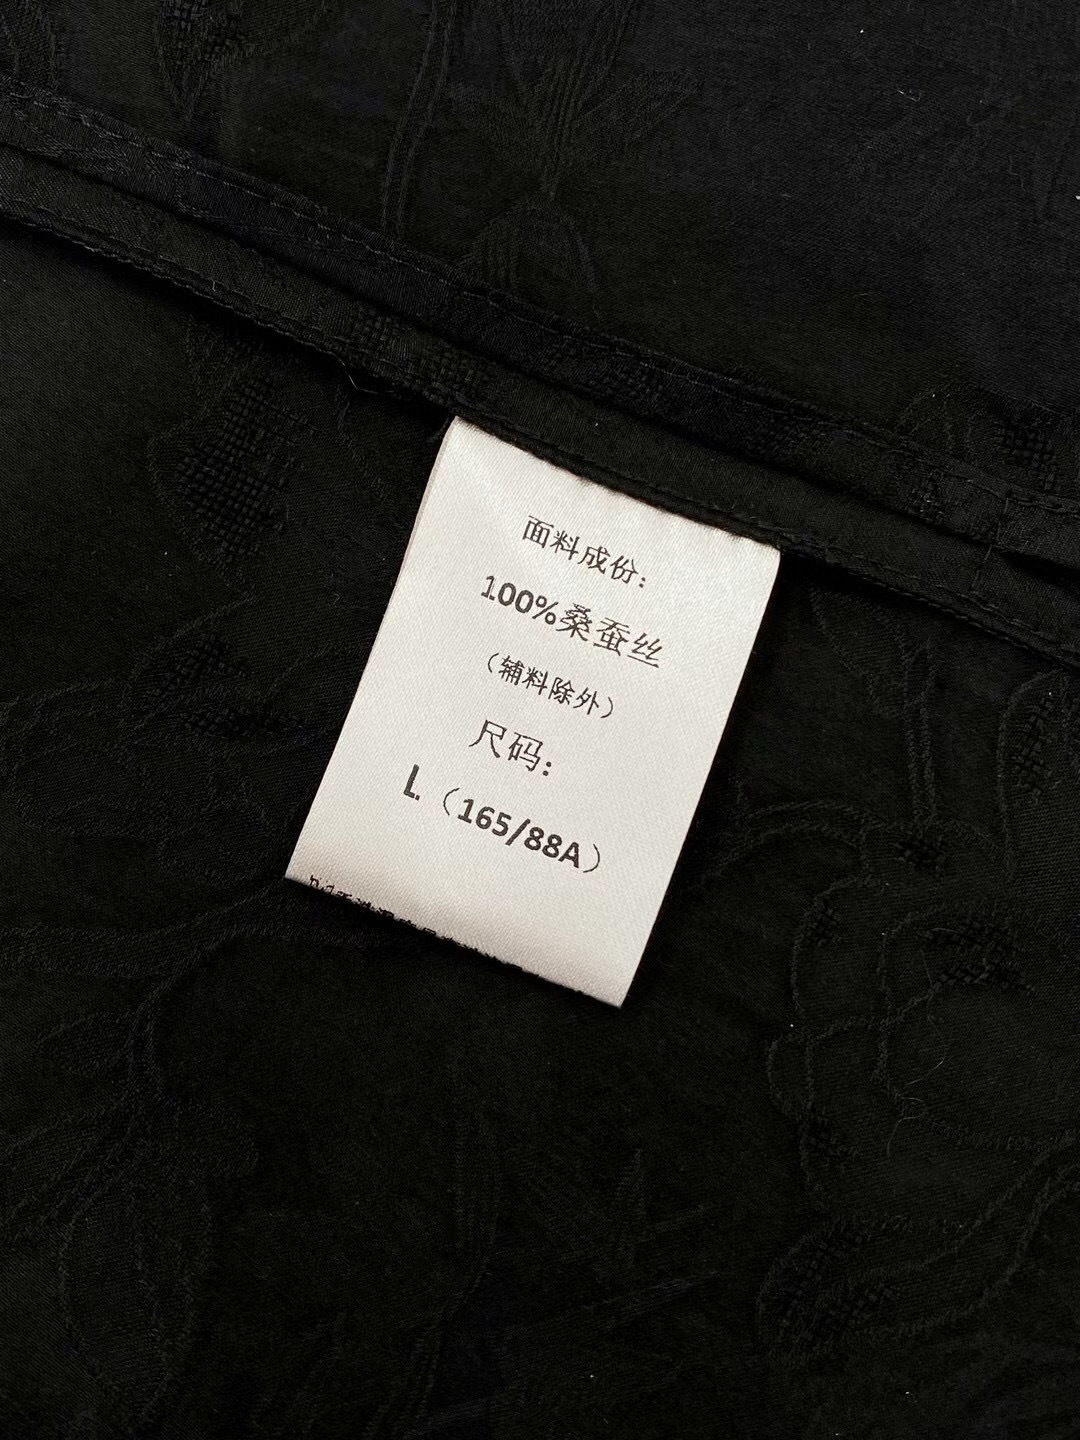 面料成份:
100%桑蚕丝
（辅料除外）
尺码:
L（165/88A）